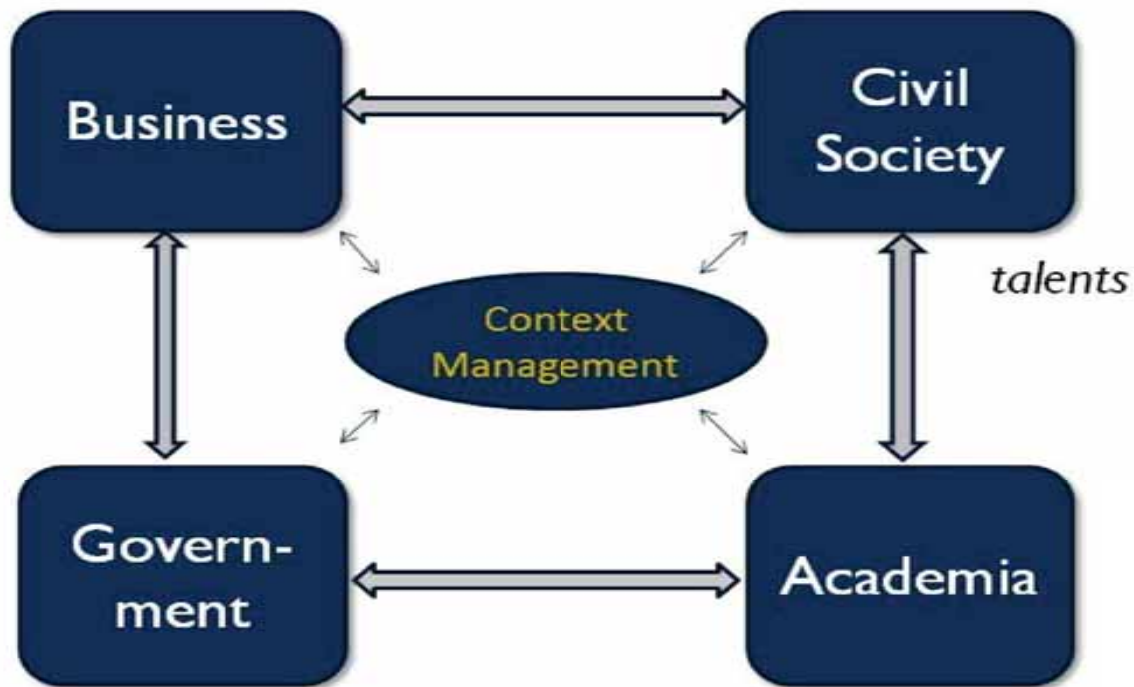 Business
Civil
Society
talents
Context
Management
Govern-
ment
Academia